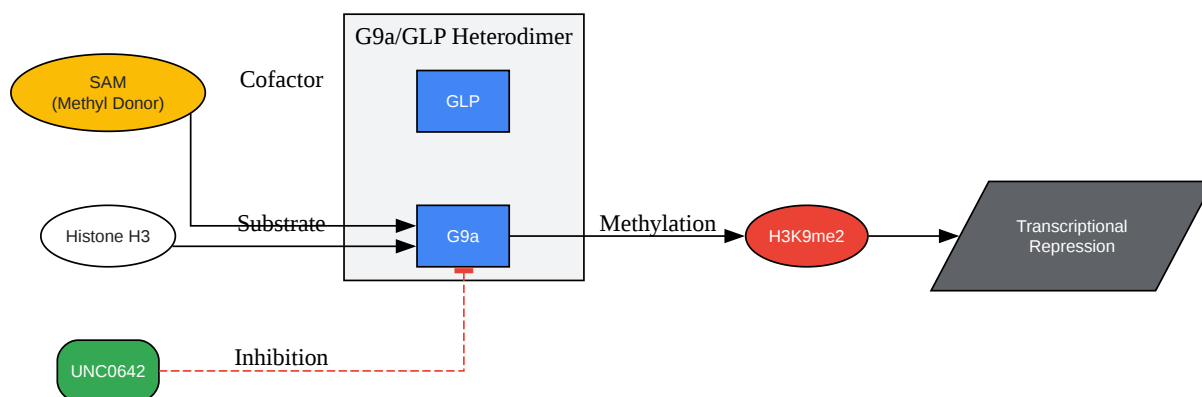 G9a/GLP Heterodimer
SAM
(Methyl Donor)
Cofactor
GLP
Histone H3
Substrate
G9a
Methylation
H3K9me2
Transcriptional
Repression
UNC0642
Inhibition